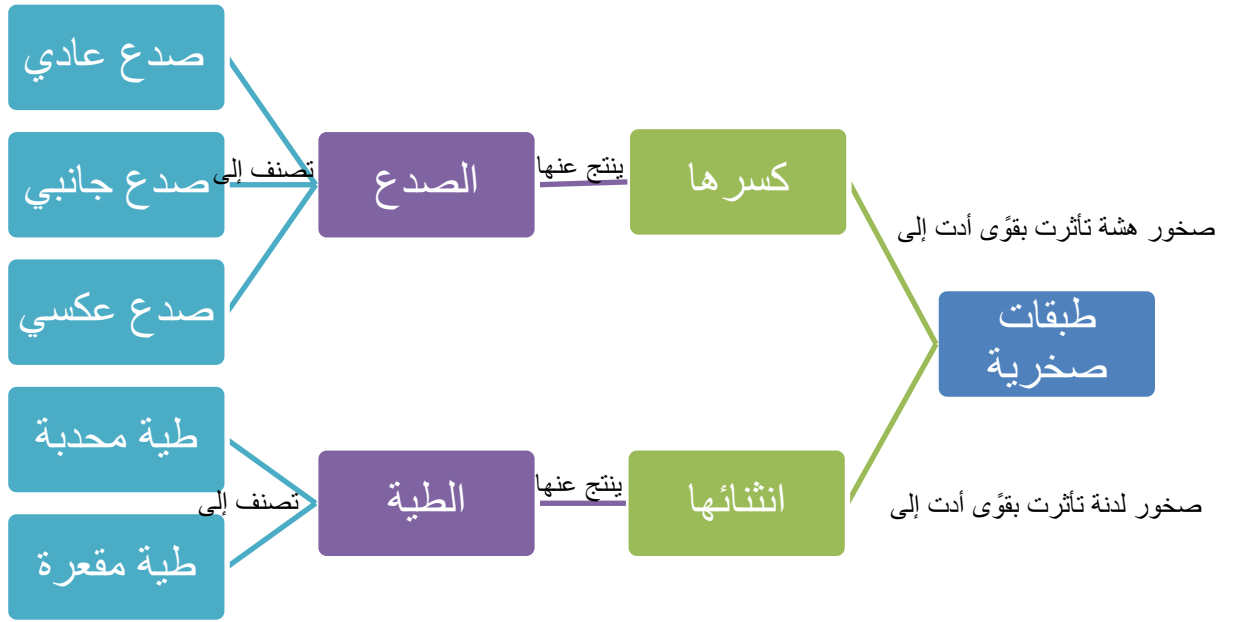 صخور هشة تأثرت بقوًى أدت إلى
طبقات
صخرية
صخور لدنة تأثرت بقوًى أدت إلى
كسرها
ينتج عنها
الصدع
تصنف إلى
صدع عادي
صدع جانبي
صدع عكسي
انثنائها
ينتج عنها
الطية
تصنف إلى
طية محدبة
طية مقعرة